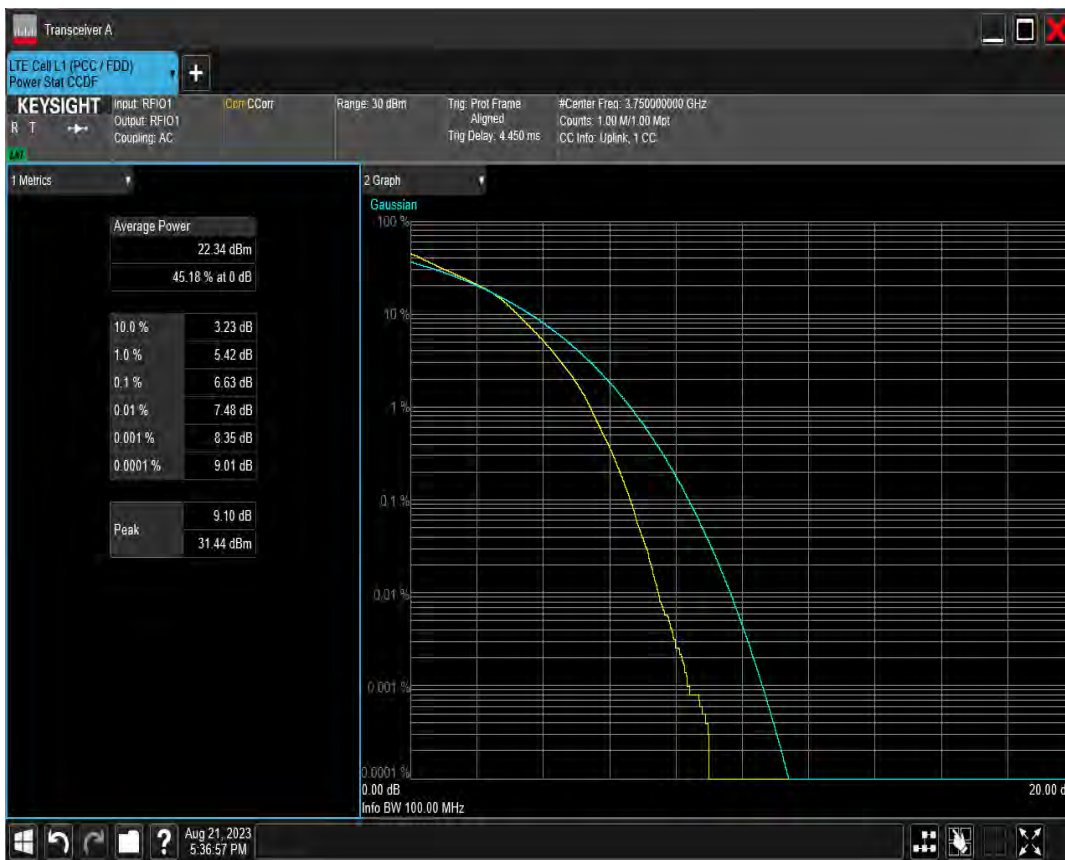 Transceiver A
LTE Cell L1 (PCC / FDD)
Power Stat CCDF
+
KEYSIGHT
R T
LNI
Input: RFIO1
Output: RFIO1
Coupling: AC
Corr CCorr
Range: 30 dBm
Trig: Prot Frame
Aligned
Trig Delay: 4.450 ms
#Center Freq: 3.750000000 GHz
Counts: 1.00 M/1.00 Mpt
CC Info: Uplink, 1 CC
1 Metrics
Average Power
22.34 dBm
45.18 % at 0 dB
10.0 % 3.23 dB
1.0 % 5.42 dB
0.1 % 6.63 dB
0.01 % 7.48 dB
0.001 % 8.35 dB
0.0001 % 9.01 dB
Peak 9.10 dB
31.44 dBm
2 Graph
Gaussian
100 %
10 %
1 %
0.1 %
0.01 %
0.001 %
0.0001 %
0.00 dB 20.00 d
Info BW 100.00 MHz
?
Aug 21, 2023
5:36:57 PM